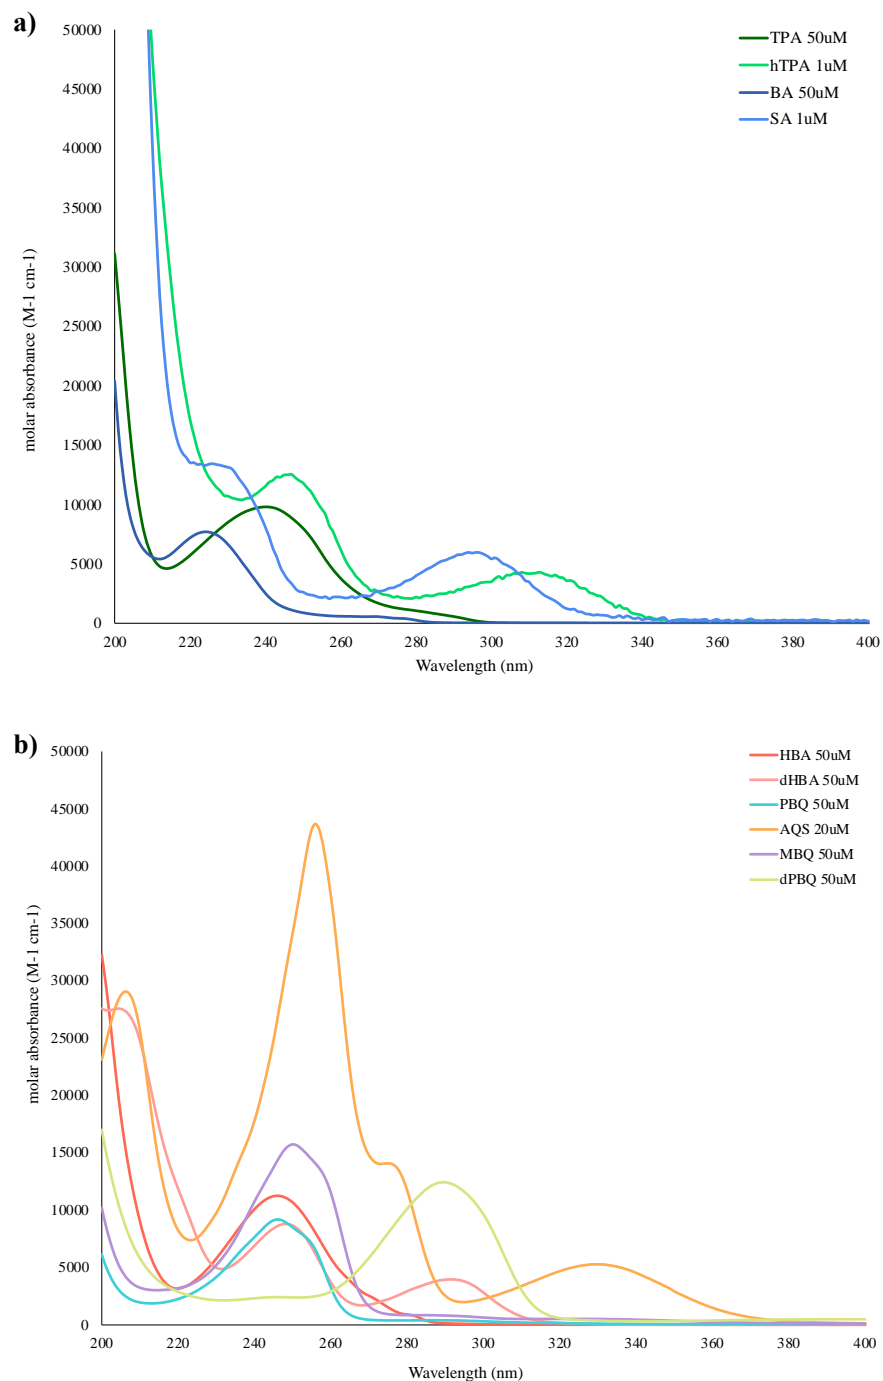 a)
TPA 50uM
hTPA 1uM
BA 50uM
SA 1uM
molar absorbance (M-1 cm-1)
50000
45000
40000
35000
30000
25000
20000
15000
10000
5000
0
200 220 240 260 280 300 320 340 360 380 400
Wavelength (nm)
b)
HBA 50uM
dHBA 50uM
PBQ 50uM
AQS 20uM
MBQ 50uM
dPBQ 50uM
molar absorbance (M-1 cm-1)
50000
45000
40000
35000
30000
25000
20000
15000
10000
5000
0
200 220 240 260 280 300 320 340 360 380 400
Wavelength (nm)